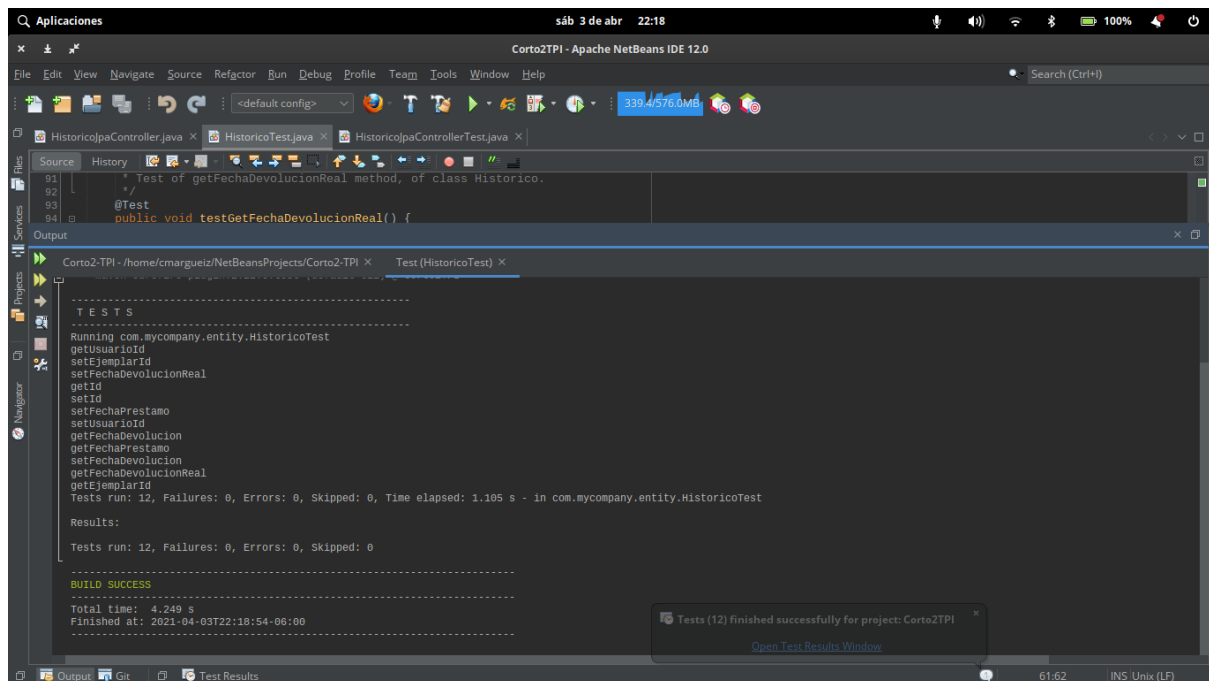 Aplicaciones sáb 3 de abr 22:18 100%
Corto2TPI - Apache NetBeans IDE 12.0
File Edit View Navigate Source Refactor Run Debug Profile Team Tools Window Help Search (Ctrl+I)
<default config> 339.4/576.0MB
HistoricoJpaController.java HistoricoTest.java HistoricoJpaControllerTest.java
Source History
91 * Test of getFechaDevolucionReal method, of class Historico.
92 */
93 @Test
94 public void testGetFechaDevolucionReal() {
Files
Services
Projects
Navigator
Output
Corto2-TPI - /home/cmargueiz/NetBeansProjects/Corto2-TPI Test (HistoricoTest)
-------------------------------------------------------
T E S T S
-------------------------------------------------------
Running com.mycompany.entity.HistoricoTest
getUsuarioId
setEjemplarId
setFechaDevolucionReal
getId
setId
setFechaPrestamo
setUsuarioId
getFechaDevolucion
getFechaPrestamo
setFechaDevolucion
getFechaDevolucionReal
getEjemplarId
Tests run: 12, Failures: 0, Errors: 0, Skipped: 0, Time elapsed: 1.105 s - in com.mycompany.entity.HistoricoTest
Results:
Tests run: 12, Failures: 0, Errors: 0, Skipped: 0
------------------------------------------------------------------------
BUILD SUCCESS
------------------------------------------------------------------------
Total time: 4.249 s
Finished at: 2021-04-03T22:18:54-06:00
------------------------------------------------------------------------
Tests (12) finished successfully for project: Corto2TPI
Open Test Results Window
Output Git Test Results 61:62 INS Unix (LF)